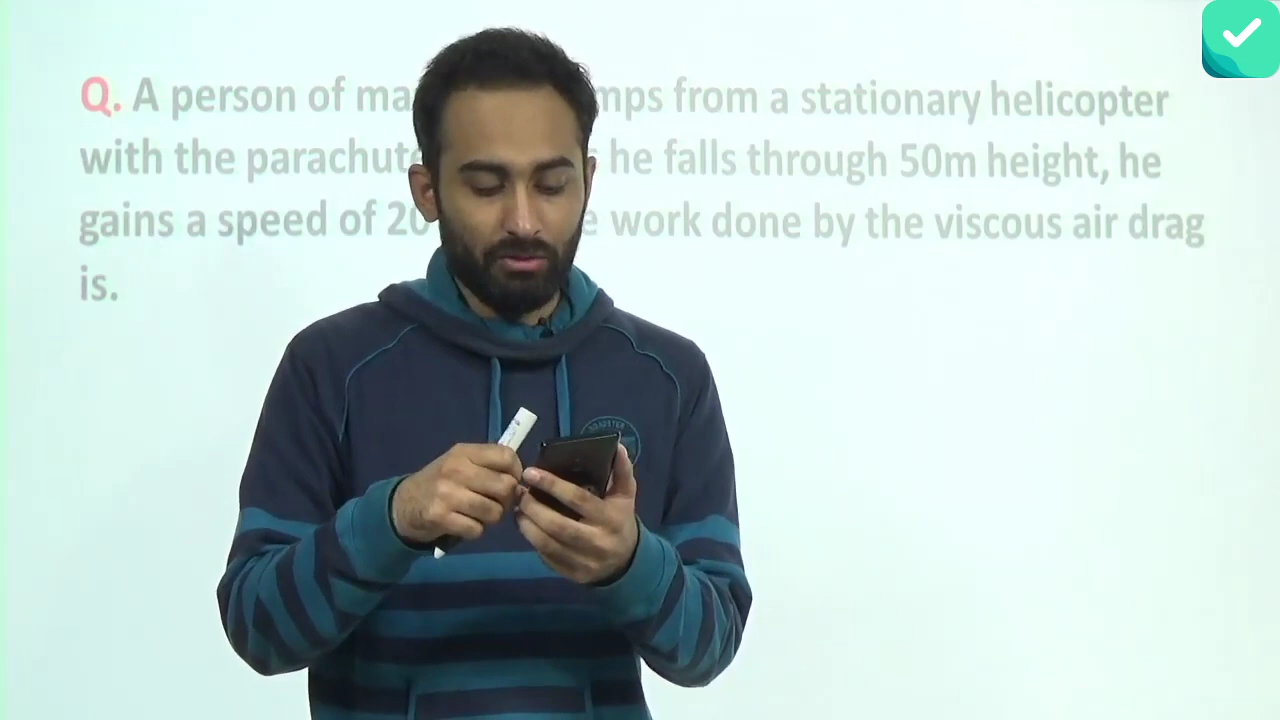 Q. A person of ma mps from a stationary helicopter
with the parachute he falls through 50m height, he
gains a speed of 20 work done by the viscous air drag
is.
ROADSTER